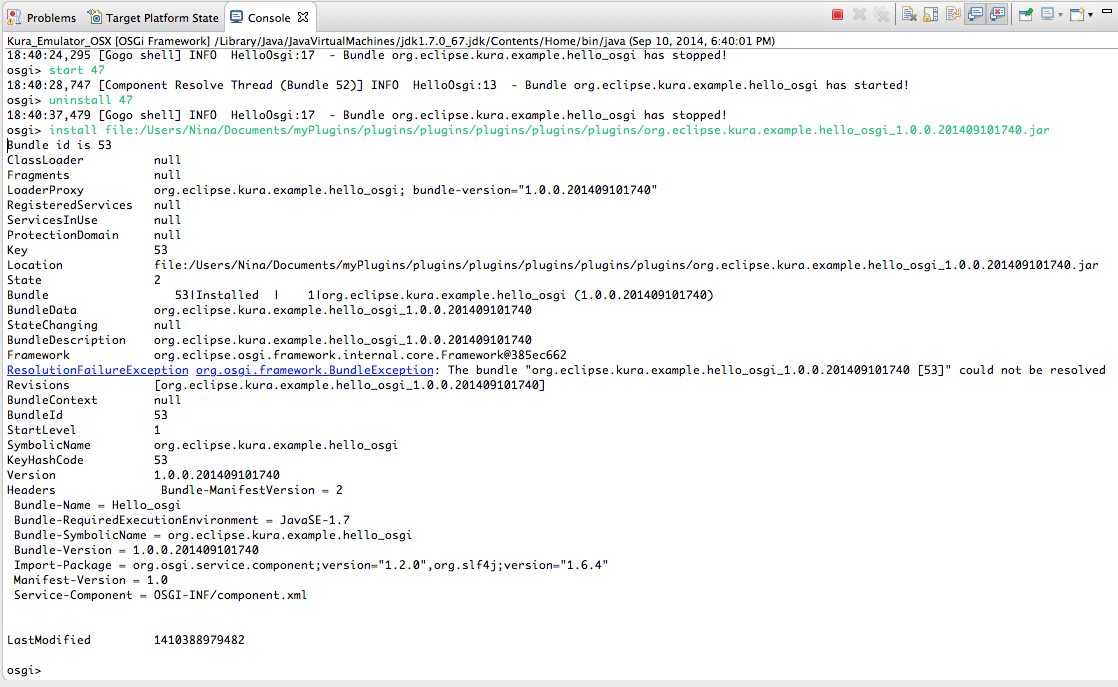 Problems Target Platform State Console
Kura_Emulator_OSX [OSGi Framework] /Library/Java/JavaVirtualMachines/jdk1.7.0_67.jdk/Contents/Home/bin/java (Sep 10, 2014, 6:40:01 PM)
18:40:24,295 [Gogo shell] INFO  HelloOsgi:17  - Bundle org.eclipse.kura.example.hello_osgi has stopped!
osgi> start 47
18:40:28,747 [Component Resolve Thread (Bundle 52)] INFO  HelloOsgi:13  - Bundle org.eclipse.kura.example.hello_osgi has started!
osgi> uninstall 47
18:40:37,479 [Gogo shell] INFO  HelloOsgi:17  - Bundle org.eclipse.kura.example.hello_osgi has stopped!
osgi> install file:/Users/Nina/Documents/myPlugins/plugins/plugins/plugins/plugins/plugins/org.eclipse.kura.example.hello_osgi_1.0.0.201409101740.jar
Bundle id is 53
ClassLoader          null
Fragments            null
LoaderProxy          org.eclipse.kura.example.hello_osgi; bundle-version="1.0.0.201409101740"
RegisteredServices   null
ServicesInUse        null
ProtectionDomain     null
Key                  53
Location             file:/Users/Nina/Documents/myPlugins/plugins/plugins/plugins/plugins/plugins/org.eclipse.kura.example.hello_osgi_1.0.0.201409101740.jar
State                2
Bundle                  53|Installed  |    1|org.eclipse.kura.example.hello_osgi (1.0.0.201409101740)
BundleData           org.eclipse.kura.example.hello_osgi_1.0.0.201409101740
StateChanging        null
BundleDescription    org.eclipse.kura.example.hello_osgi_1.0.0.201409101740
Framework            org.eclipse.osgi.framework.internal.core.Framework@385ec662
ResolutionFailureException org.osgi.framework.BundleException: The bundle "org.eclipse.kura.example.hello_osgi_1.0.0.201409101740 [53]" could not be resolved
Revisions            [org.eclipse.kura.example.hello_osgi_1.0.0.201409101740]
BundleContext        null
BundleId             53
StartLevel           1
SymbolicName         org.eclipse.kura.example.hello_osgi
KeyHashCode          53
Version              1.0.0.201409101740
Headers               Bundle-ManifestVersion = 2
Bundle-Name = Hello_osgi
Bundle-RequiredExecutionEnvironment = JavaSE-1.7
Bundle-SymbolicName = org.eclipse.kura.example.hello_osgi
Bundle-Version = 1.0.0.201409101740
Import-Package = org.osgi.service.component;version="1.2.0",org.slf4j;version="1.6.4"
Manifest-Version = 1.0
Service-Component = OSGI-INF/component.xml
LastModified         1410388979482
osgi>